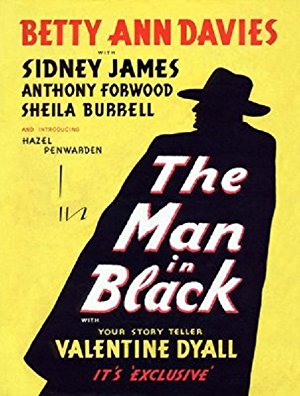 BETTY ANN DAVIES
WITH
SIDNEY JAMES
ANTHONY FORWOOD
SHEILA BURRELL
AND INTRODUCING
HAZEL
PENWARDEN
The
Man
in
Black
WITH
YOUR STORY TELLER
VALENTINE DYALL
IT'S 'EXCLUSIVE'